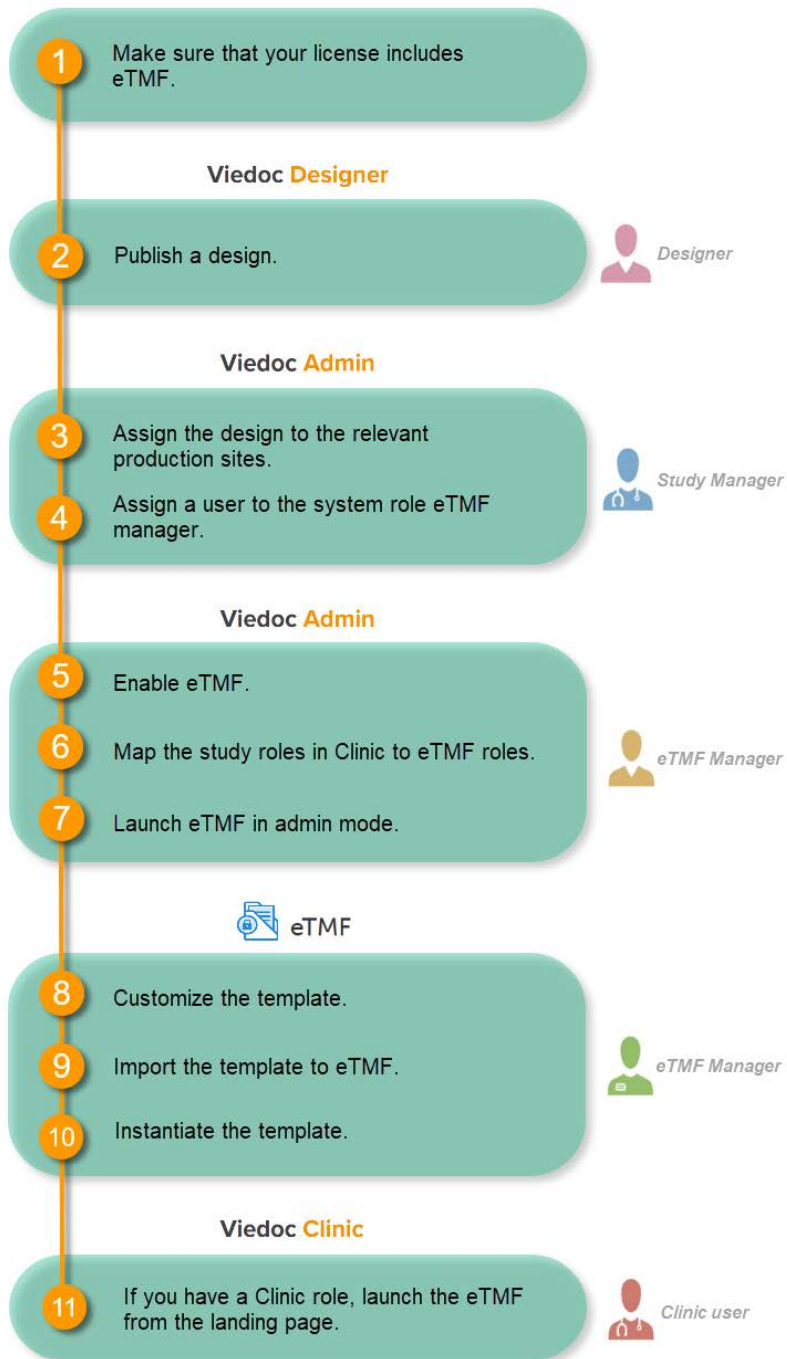 1
Make sure that your license includes
eTMF.
Viedoc Designer
2
Publish a design.
Designer
Viedoc Admin
3
Assign the design to the relevant
production sites.
4
Assign a user to the system role eTMF
manager.
Study Manager
Viedoc Admin
5
Enable eTMF.
6
Map the study roles in Clinic to eTMF roles.
7
Launch eTMF in admin mode.
eTMF Manager
eTMF
8
Customize the template.
9
Import the template to eTMF.
10
Instantiate the template.
eTMF Manager
Viedoc Clinic
11
If you have a Clinic role, launch the eTMF
from the landing page.
Clinic user